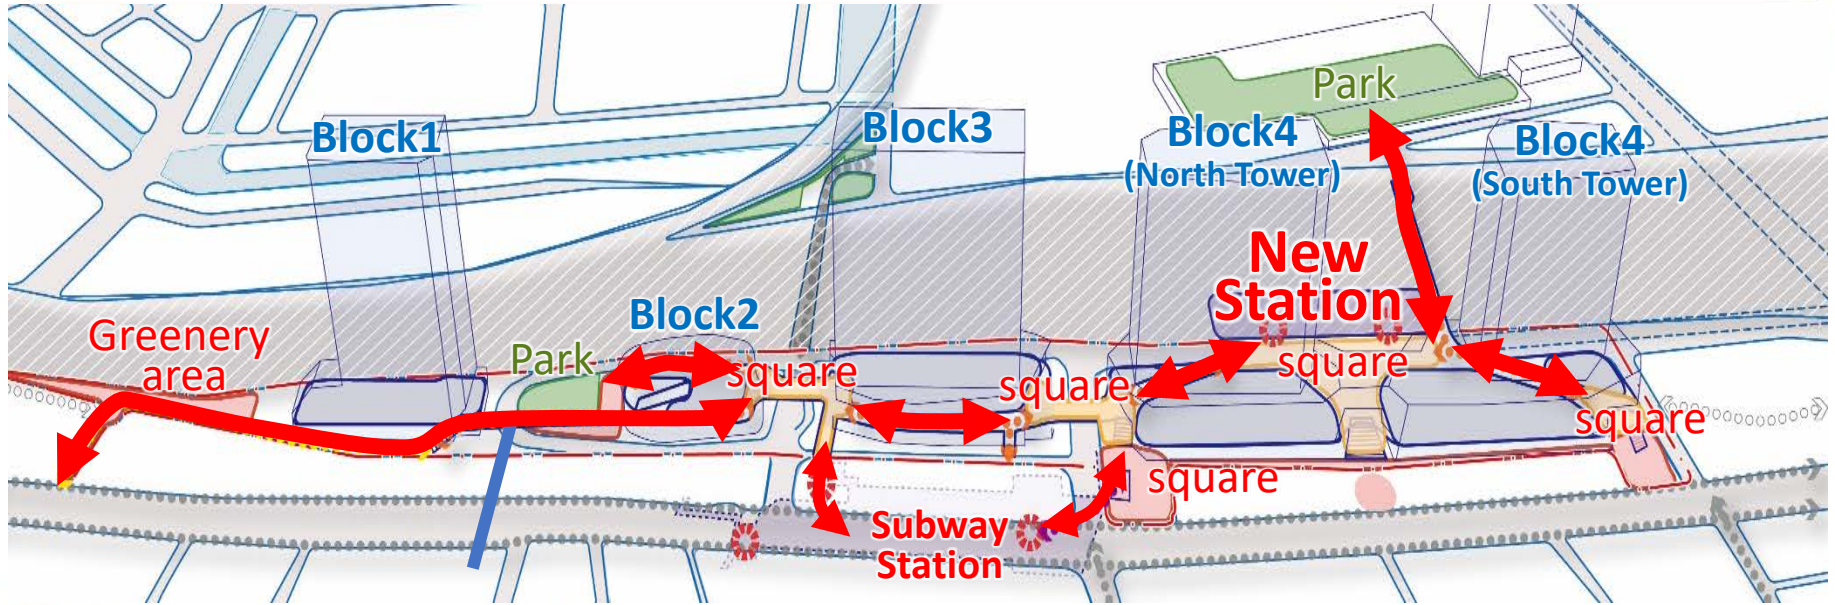 Park
Block1
Block3
Block4
(North Tower)
Block4
(South Tower)
New
Station
Block2
Greenery
area
Park
square
square
square
square
square
Subway
Station